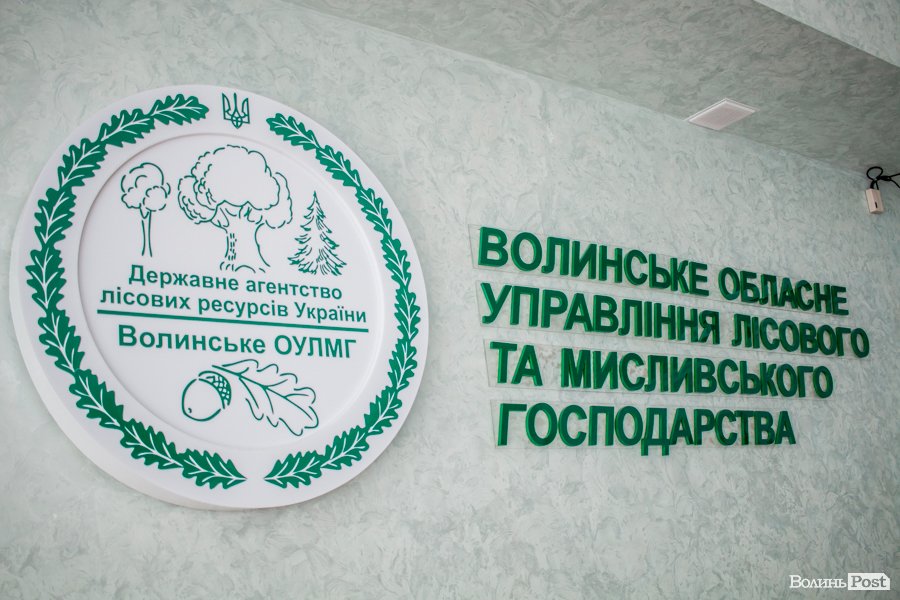 Державне агентство
лісових ресурсів України
Волинське ОУЛМГ
ВОЛИНСЬКЕ ОБЛАСНЕ
УПРАВЛІННЯ ЛІСОВОГО
ТА МИСЛИВСЬКОГО
ГОСПОДАРСТВА
ВолиньPost